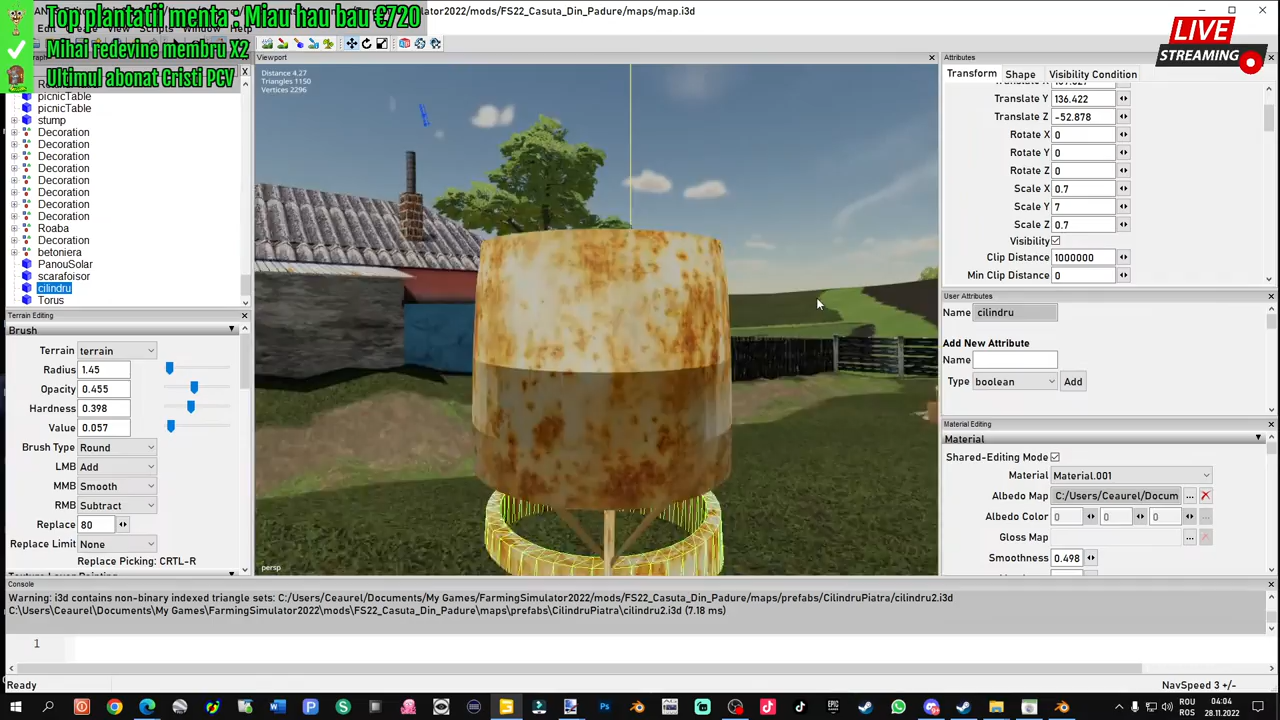 Top plantatii menta : Miau hau bau €720
Mihai redevine membru X2
Ultimul abonat Cristi PCV
Scenari2022/mods/FS22_Casuta_Din_Padure/maps/map.i3d
LIVE
STREAMING
Scripts Window
Viewport
Distance 4.27
Triangles 1150
Vertices 2296
persp
picnicTable
picnicTable
stump
Decoration
Decoration
Decoration
Decoration
Decoration
Decoration
Decoration
Decoration
Roaba
Decoration
betoniera
PanouSolar
scarafoisor
cilindru
Torus
Terrain Editing
Brush
Terrain terrain
Radius 1.45
Opacity 0.455
Hardness 0.398
Value 0.057
Brush Type Round
LMB Add
MMB Smooth
RMB Subtract
Replace 80
Replace Limit None
Replace Picking: CRTL-R
Attributes
Transform Shape Visibility Condition
Translate Y 136.422
Translate Z -52.878
Rotate X 0
Rotate Y 0
Rotate Z 0
Scale X 0.7
Scale Y 7
Scale Z 0.7
Visibility
Clip Distance 1000000
Min Clip Distance 0
User Attributes
Name cilindru
Add New Attribute
Name
Type boolean Add
Material Editing
Material
Shared-Editing Mode
Material Material.001
Albedo Map C:/Users/Ceaurel/Docum ...
Albedo Color 0 0 0 ...
Gloss Map ...
Smoothness 0.498
Console
Warning: i3d contains non-binary indexed triangle sets: C:/Users/Ceaurel/Documents/My Games/FarmingSimulator2022/mods/FS22_Casuta_Din_Padure/maps/prefabs/CilindruPiatra/cilindru2.i3d
C:\Users\Ceaurel\Documents\My Games\FarmingSimulator2022\mods\FS22_Casuta_Din_Padure\maps\prefabs\CilindruPiatra\cilindru2.i3d (7.18 ms)
1
Ready
NavSpeed 3 +/-
ROU
ROS
04:04
28.11.2022